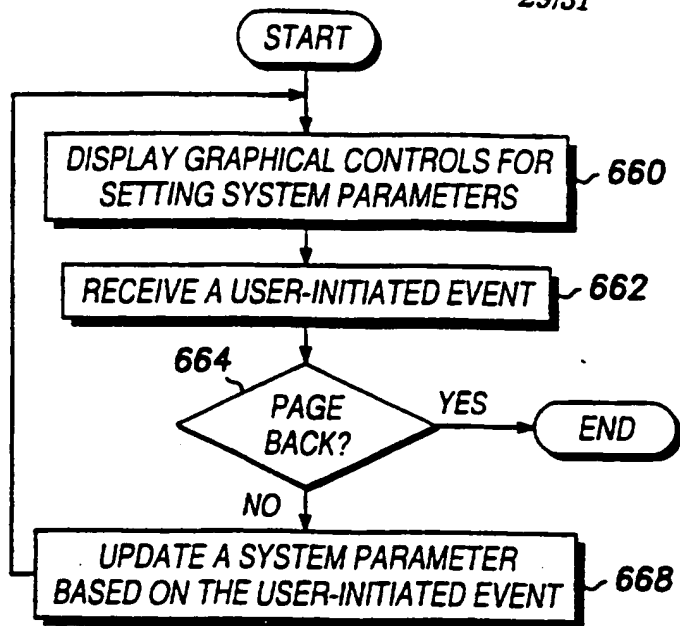 29/31
START
DISPLAY GRAPHICAL CONTROLS FOR
SETTING SYSTEM PARAMETERS
660
RECEIVE A USER-INITIATED EVENT
662
664
PAGE
BACK?
YES
END
NO
UPDATE A SYSTEM PARAMETER
BASED ON THE USER-INITIATED EVENT
668